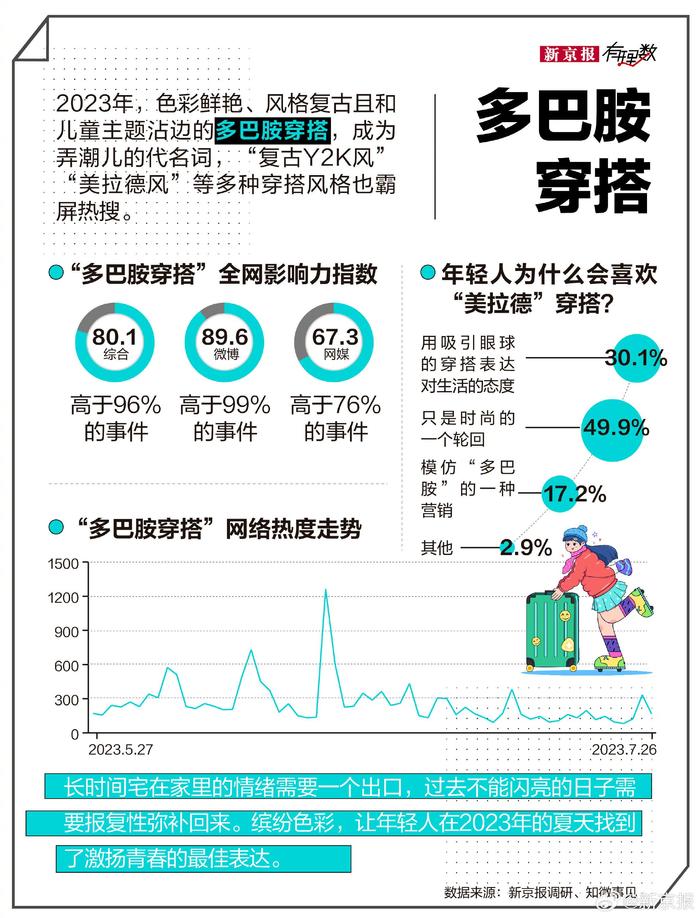 新京报 有理数
多巴胺
穿搭
2023年，色彩鲜艳、风格复古且和
儿童主题沾边的多巴胺穿搭，成为
弄潮儿的代名词；“复古Y2K风”
“美拉德风”等多种穿搭风格也霸
屏热搜。
“多巴胺穿搭”全网影响力指数
80.1
综合
高于96%
的事件
89.6
微博
高于99%
的事件
67.3
网媒
高于76%
的事件
年轻人为什么会喜欢
“美拉德”穿搭？
用吸引眼球
的穿搭表达
对生活的态度
30.1%
只是时尚的
一个轮回
49.9%
模仿“多巴
胺”的一种
营销
17.2%
其他
2.9%
“多巴胺穿搭”网络热度走势
1500
1200
900
600
300
0
2023.5.27
2023.7.26
长时间宅在家里的情绪需要一个出口，过去不能闪亮的日子需
要报复性弥补回来。缤纷色彩，让年轻人在2023年的夏天找到
了激扬青春的最佳表达。
数据来源：新京报调研、知微事见
@新京报